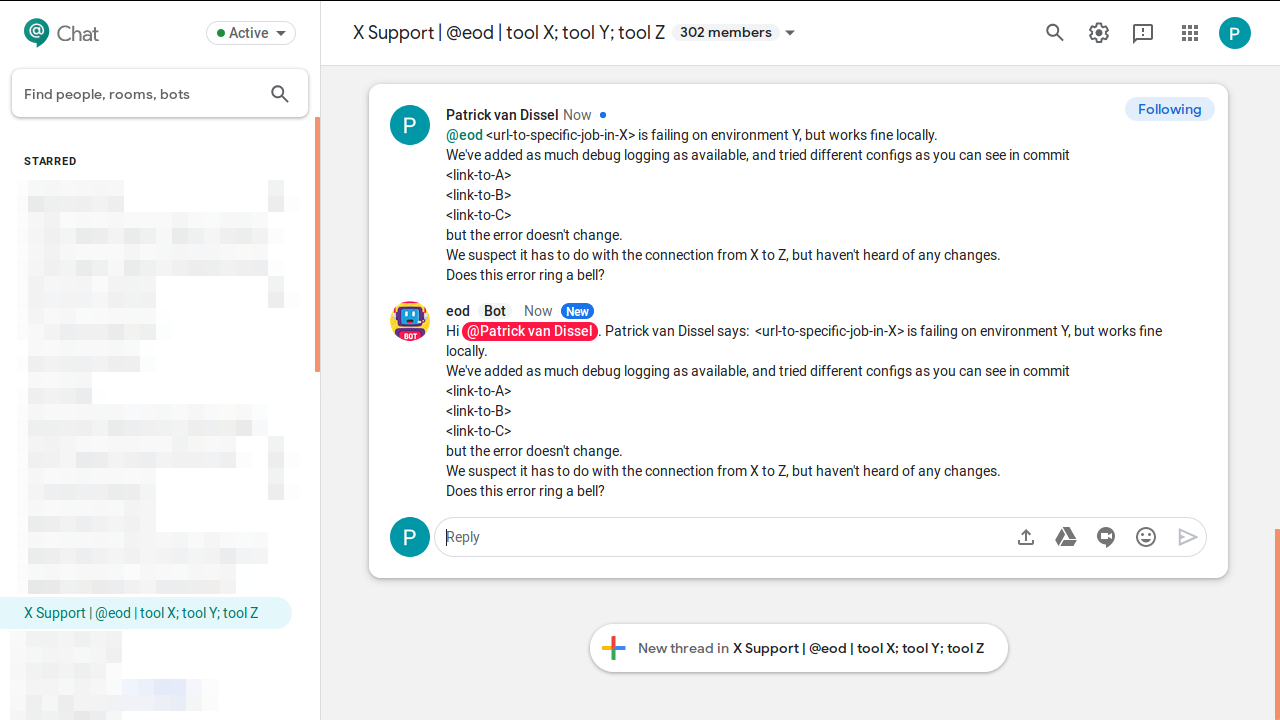 Chat
Active
X Support | @eod | tool X; tool Y; tool Z 302 members
P
Find people, rooms, bots
STARRED
X Support | @eod | tool X; tool Y; tool Z
Following
P
Patrick van Dissel Now
@eod <url-to-specific-job-in-X> is failing on environment Y, but works fine locally.
We've added as much debug logging as available, and tried different configs as you can see in commit
<link-to-A>
<link-to-B>
<link-to-C>
but the error doesn't change.
We suspect it has to do with the connection from X to Z, but haven't heard of any changes.
Does this error ring a bell?
BOT
eod Bot Now New
Hi @Patrick van Dissel. Patrick van Dissel says: <url-to-specific-job-in-X> is failing on environment Y, but works fine
locally.
We've added as much debug logging as available, and tried different configs as you can see in commit
<link-to-A>
<link-to-B>
<link-to-C>
but the error doesn't change.
We suspect it has to do with the connection from X to Z, but haven't heard of any changes.
Does this error ring a bell?
P
Reply
New thread in X Support | @eod | tool X; tool Y; tool Z